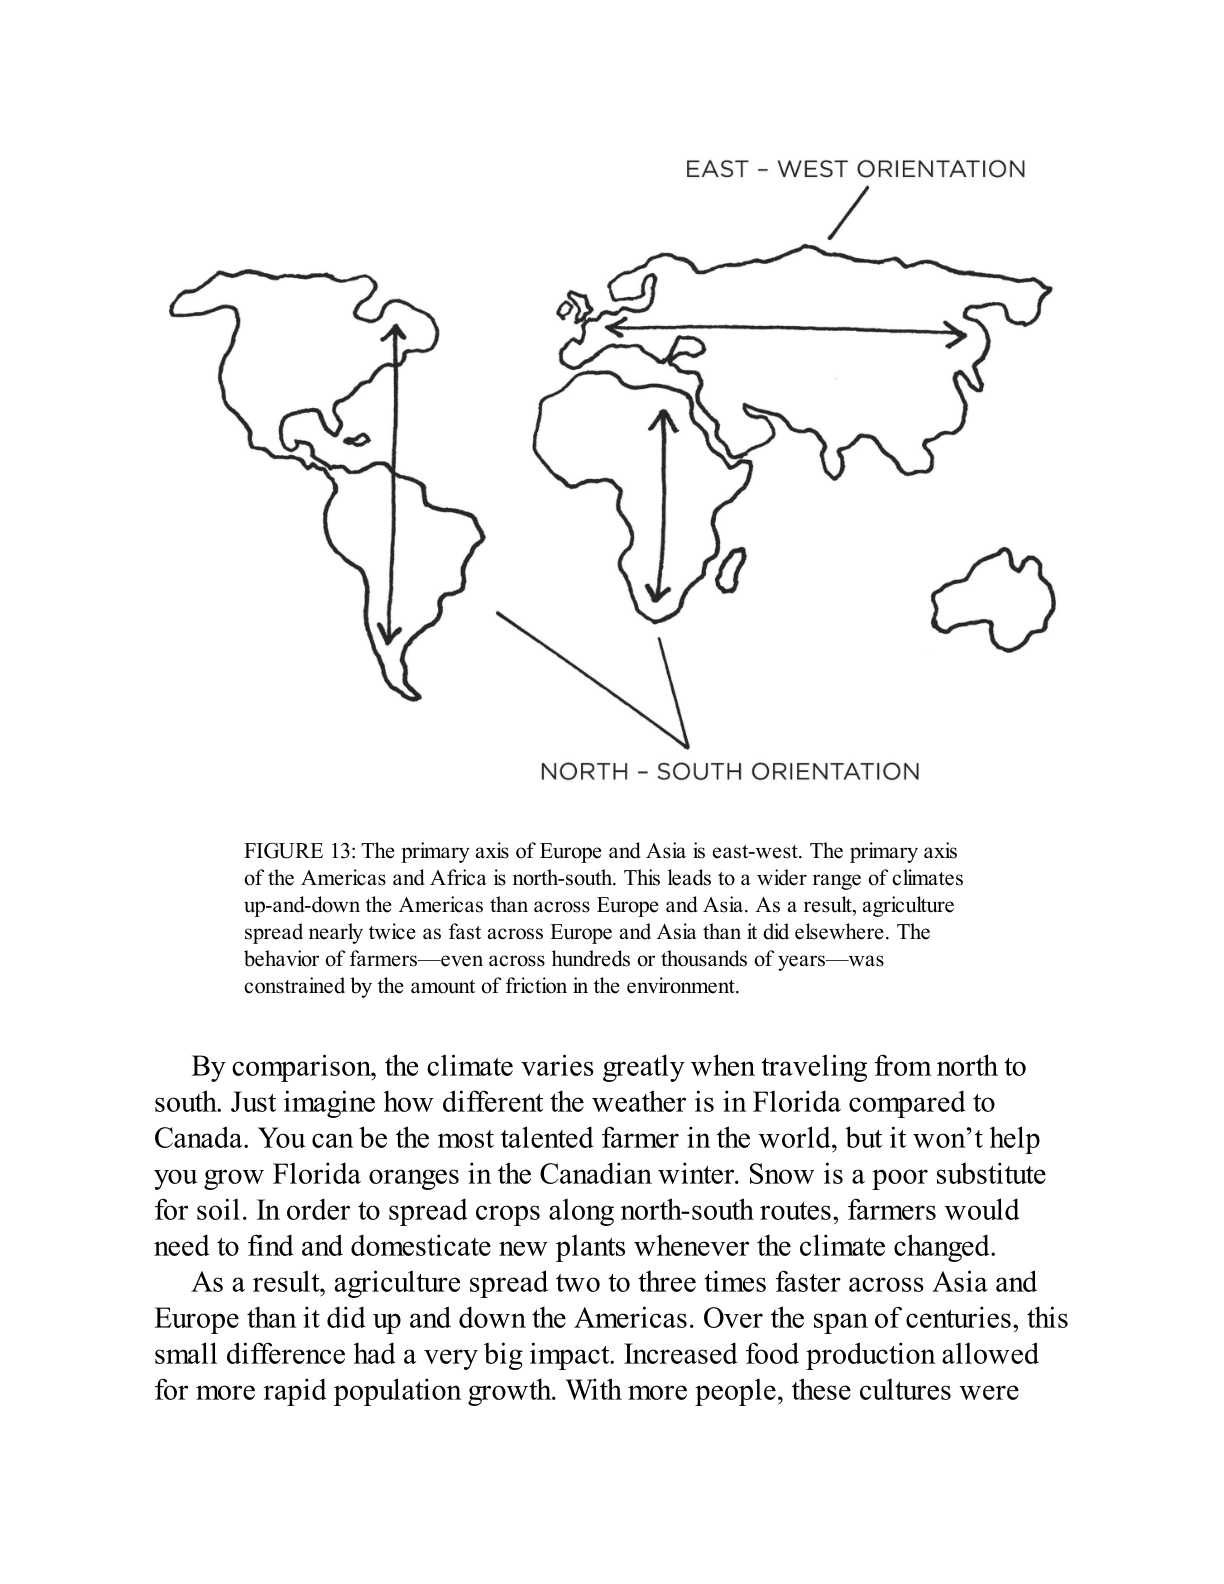 EAST – WEST ORIENTATION
NORTH – SOUTH ORIENTATION
FIGURE 13: The primary axis of Europe and Asia is east-west. The primary axis
of the Americas and Africa is north-south. This leads to a wider range of climates
up-and-down the Americas than across Europe and Asia. As a result, agriculture
spread nearly twice as fast across Europe and Asia than it did elsewhere. The
behavior of farmers—even across hundreds or thousands of years—was
constrained by the amount of friction in the environment.
By comparison, the climate varies greatly when traveling from north to
south. Just imagine how different the weather is in Florida compared to
Canada. You can be the most talented farmer in the world, but it won’t help
you grow Florida oranges in the Canadian winter. Snow is a poor substitute
for soil. In order to spread crops along north-south routes, farmers would
need to find and domesticate new plants whenever the climate changed.
As a result, agriculture spread two to three times faster across Asia and
Europe than it did up and down the Americas. Over the span of centuries, this
small difference had a very big impact. Increased food production allowed
for more rapid population growth. With more people, these cultures were